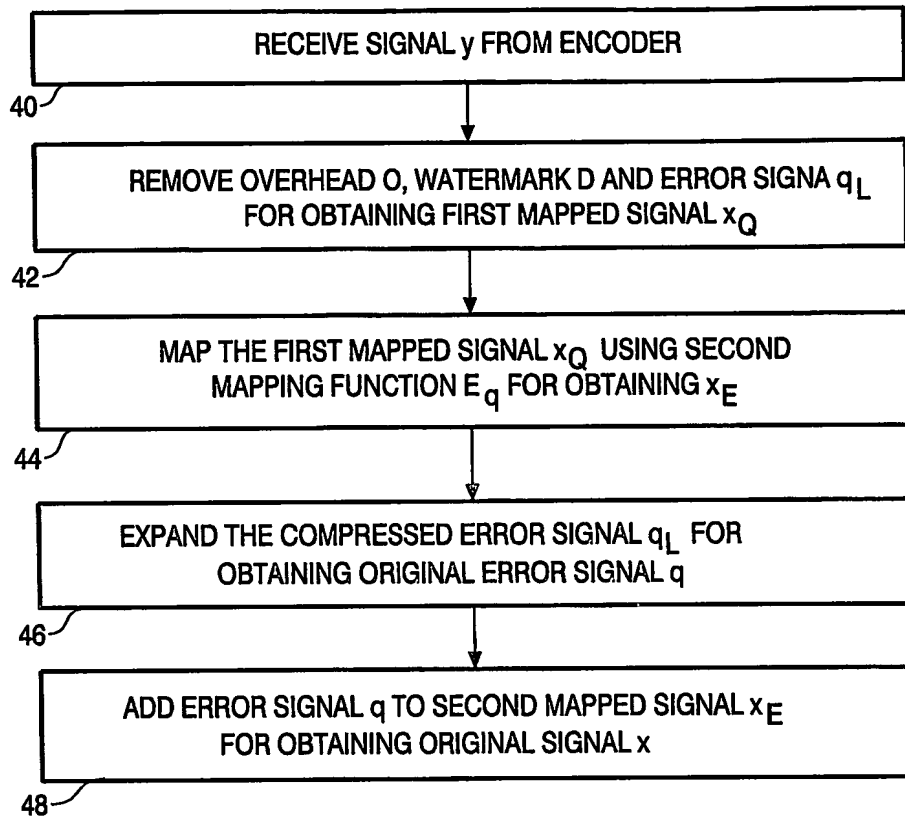 RECEIVE SIGNAL y FROM ENCODER
40
REMOVE OVERHEAD O, WATERMARK D AND ERROR SIGNA qL
FOR OBTAINING FIRST MAPPED SIGNAL xQ
42
MAP THE FIRST MAPPED SIGNAL xQ USING SECOND
MAPPING FUNCTION Eq FOR OBTAINING xE
44
EXPAND THE COMPRESSED ERROR SIGNAL qL FOR
OBTAINING ORIGINAL ERROR SIGNAL q
46
ADD ERROR SIGNAL q TO SECOND MAPPED SIGNAL xE
FOR OBTAINING ORIGINAL SIGNAL x
48